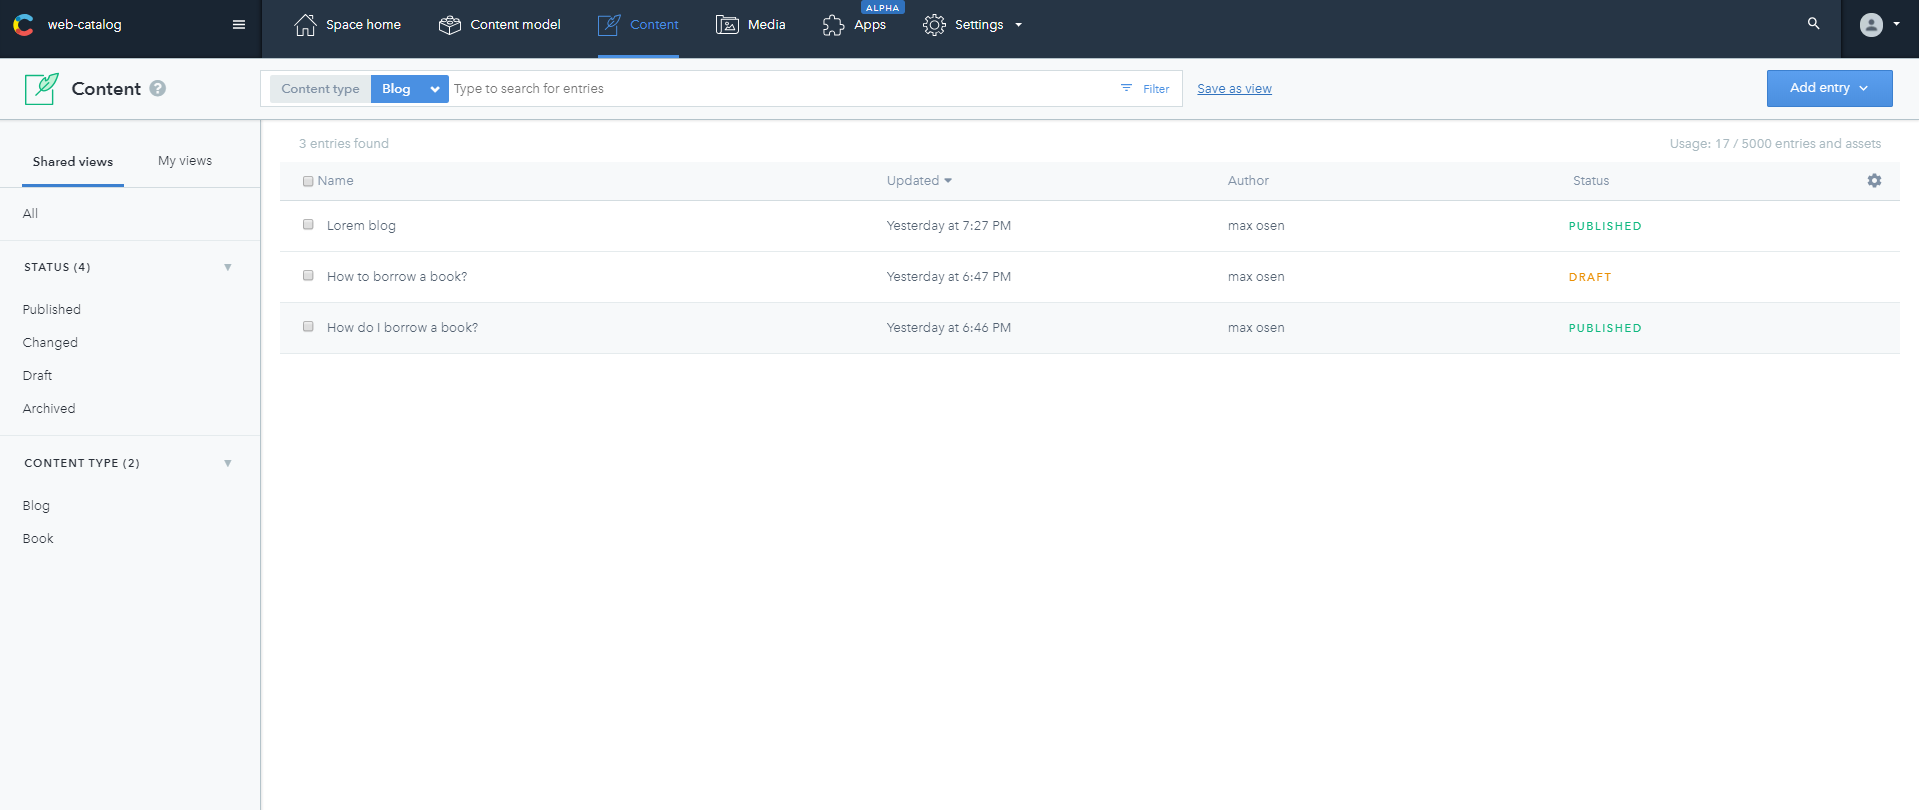 web-catalog
Space home
Content model
Content
Media
ALPHA
Apps
Settings
Content ?
Content type Blog Type to search for entries
Filter
Save as view
Add entry
Shared views My views
All
STATUS (4)
Published
Changed
Draft
Archived
CONTENT TYPE (2)
Blog
Book
3 entries found Usage: 17 / 5000 entries and assets
Name Updated Author Status
Lorem blog Yesterday at 7:27 PM max osen PUBLISHED
How to borrow a book? Yesterday at 6:47 PM max osen DRAFT
How do I borrow a book? Yesterday at 6:46 PM max osen PUBLISHED